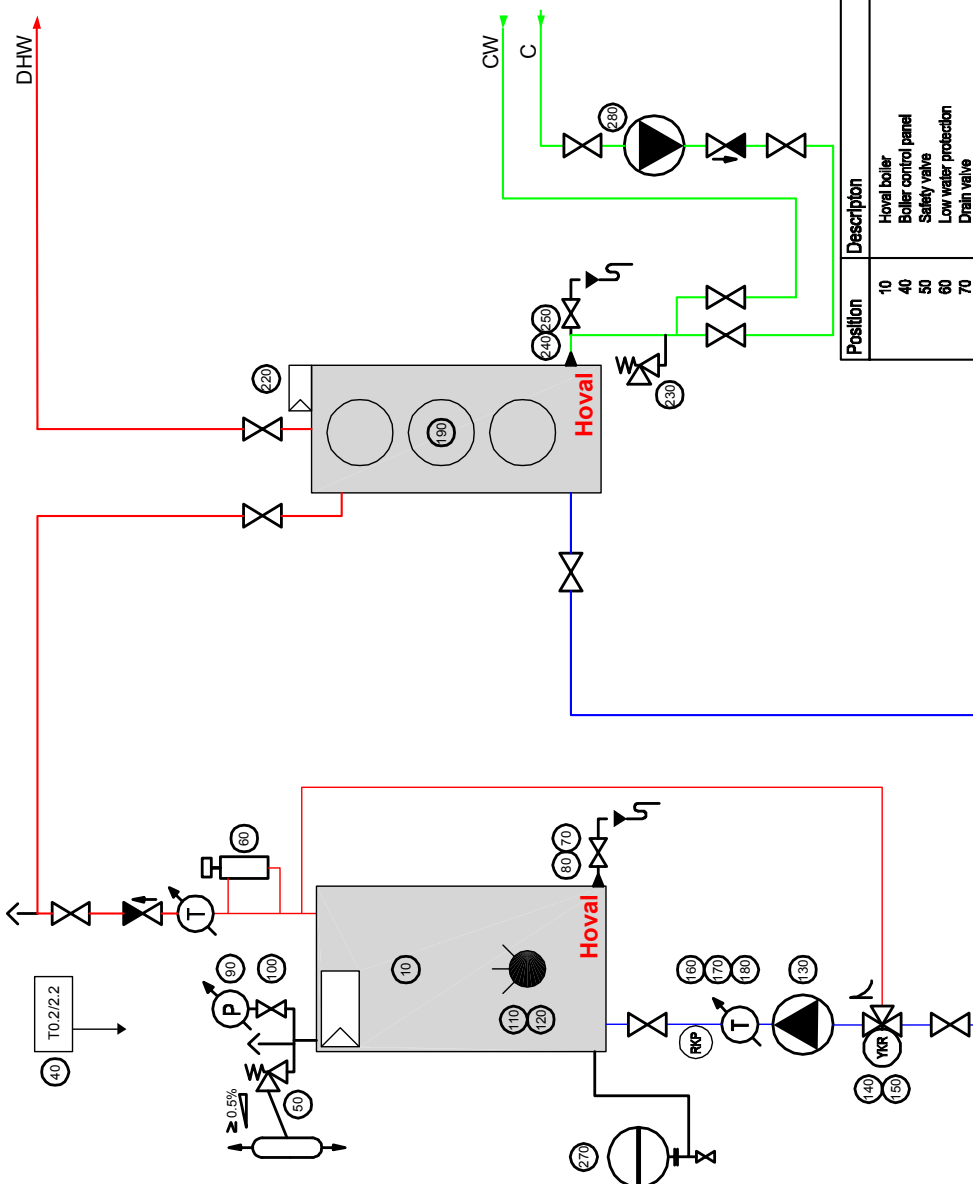 DHW
CW
C
280
220
240
250
230
190
Hoval
60
90
100
P
T
T0.2/2.2
40
50
≥ 0.5%
10
110
120
Hoval
80
70
160
170
180
130
RKP
T
YKR
140
150
270
Position Descripton
10 Hoval boiler
40 Boiler control panel
50 Safety valve
60 Low water protection
70 Drain valve